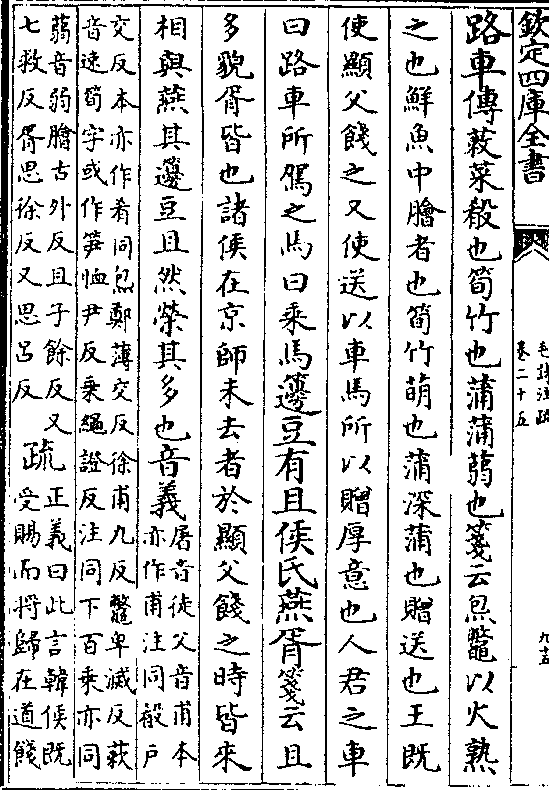 欽定四庫全書
毛詩注疏
卷二十五
九十五
路車傳蔌菜殽也筍竹也蒲蒲蒻也箋云炰鼈以火熟
之也鮮魚中膾者也筍竹萌也蒲深蒲也贈送也王既
使顯父餞之又使送以車馬所以贈厚意也人君之車
曰路車所駕之馬曰乘馬籩豆有且侯氏燕胥箋云且
多貌胥皆也諸侯在京師未去者於顯父餞之時皆來
相與燕其籩豆且然榮其多也音義屠音徒父音甫本
亦作甫注同殽戶
交反本亦作肴同炰鄭薄交反徐甫九反鼈卑滅反蔌
音速筍字或作笋恤尹反乘繩證反注同下百乘亦同
蒻音弱膾古外反且子餘反又
七救反胥思徐反又思呂反
疏正義曰此言韓侯既
受賜而將歸在道餞